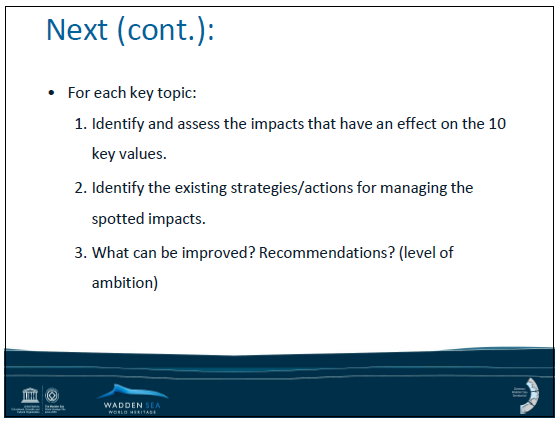 Next (cont.):
• For each key topic:
1. Identify and assess the impacts that have an effect on the 10
key values.
2. Identify the existing strategies/actions for managing the
spotted impacts.
3. What can be improved? Recommendations? (level of
ambition)
WADDEN SEA
WORLD HERITAGE